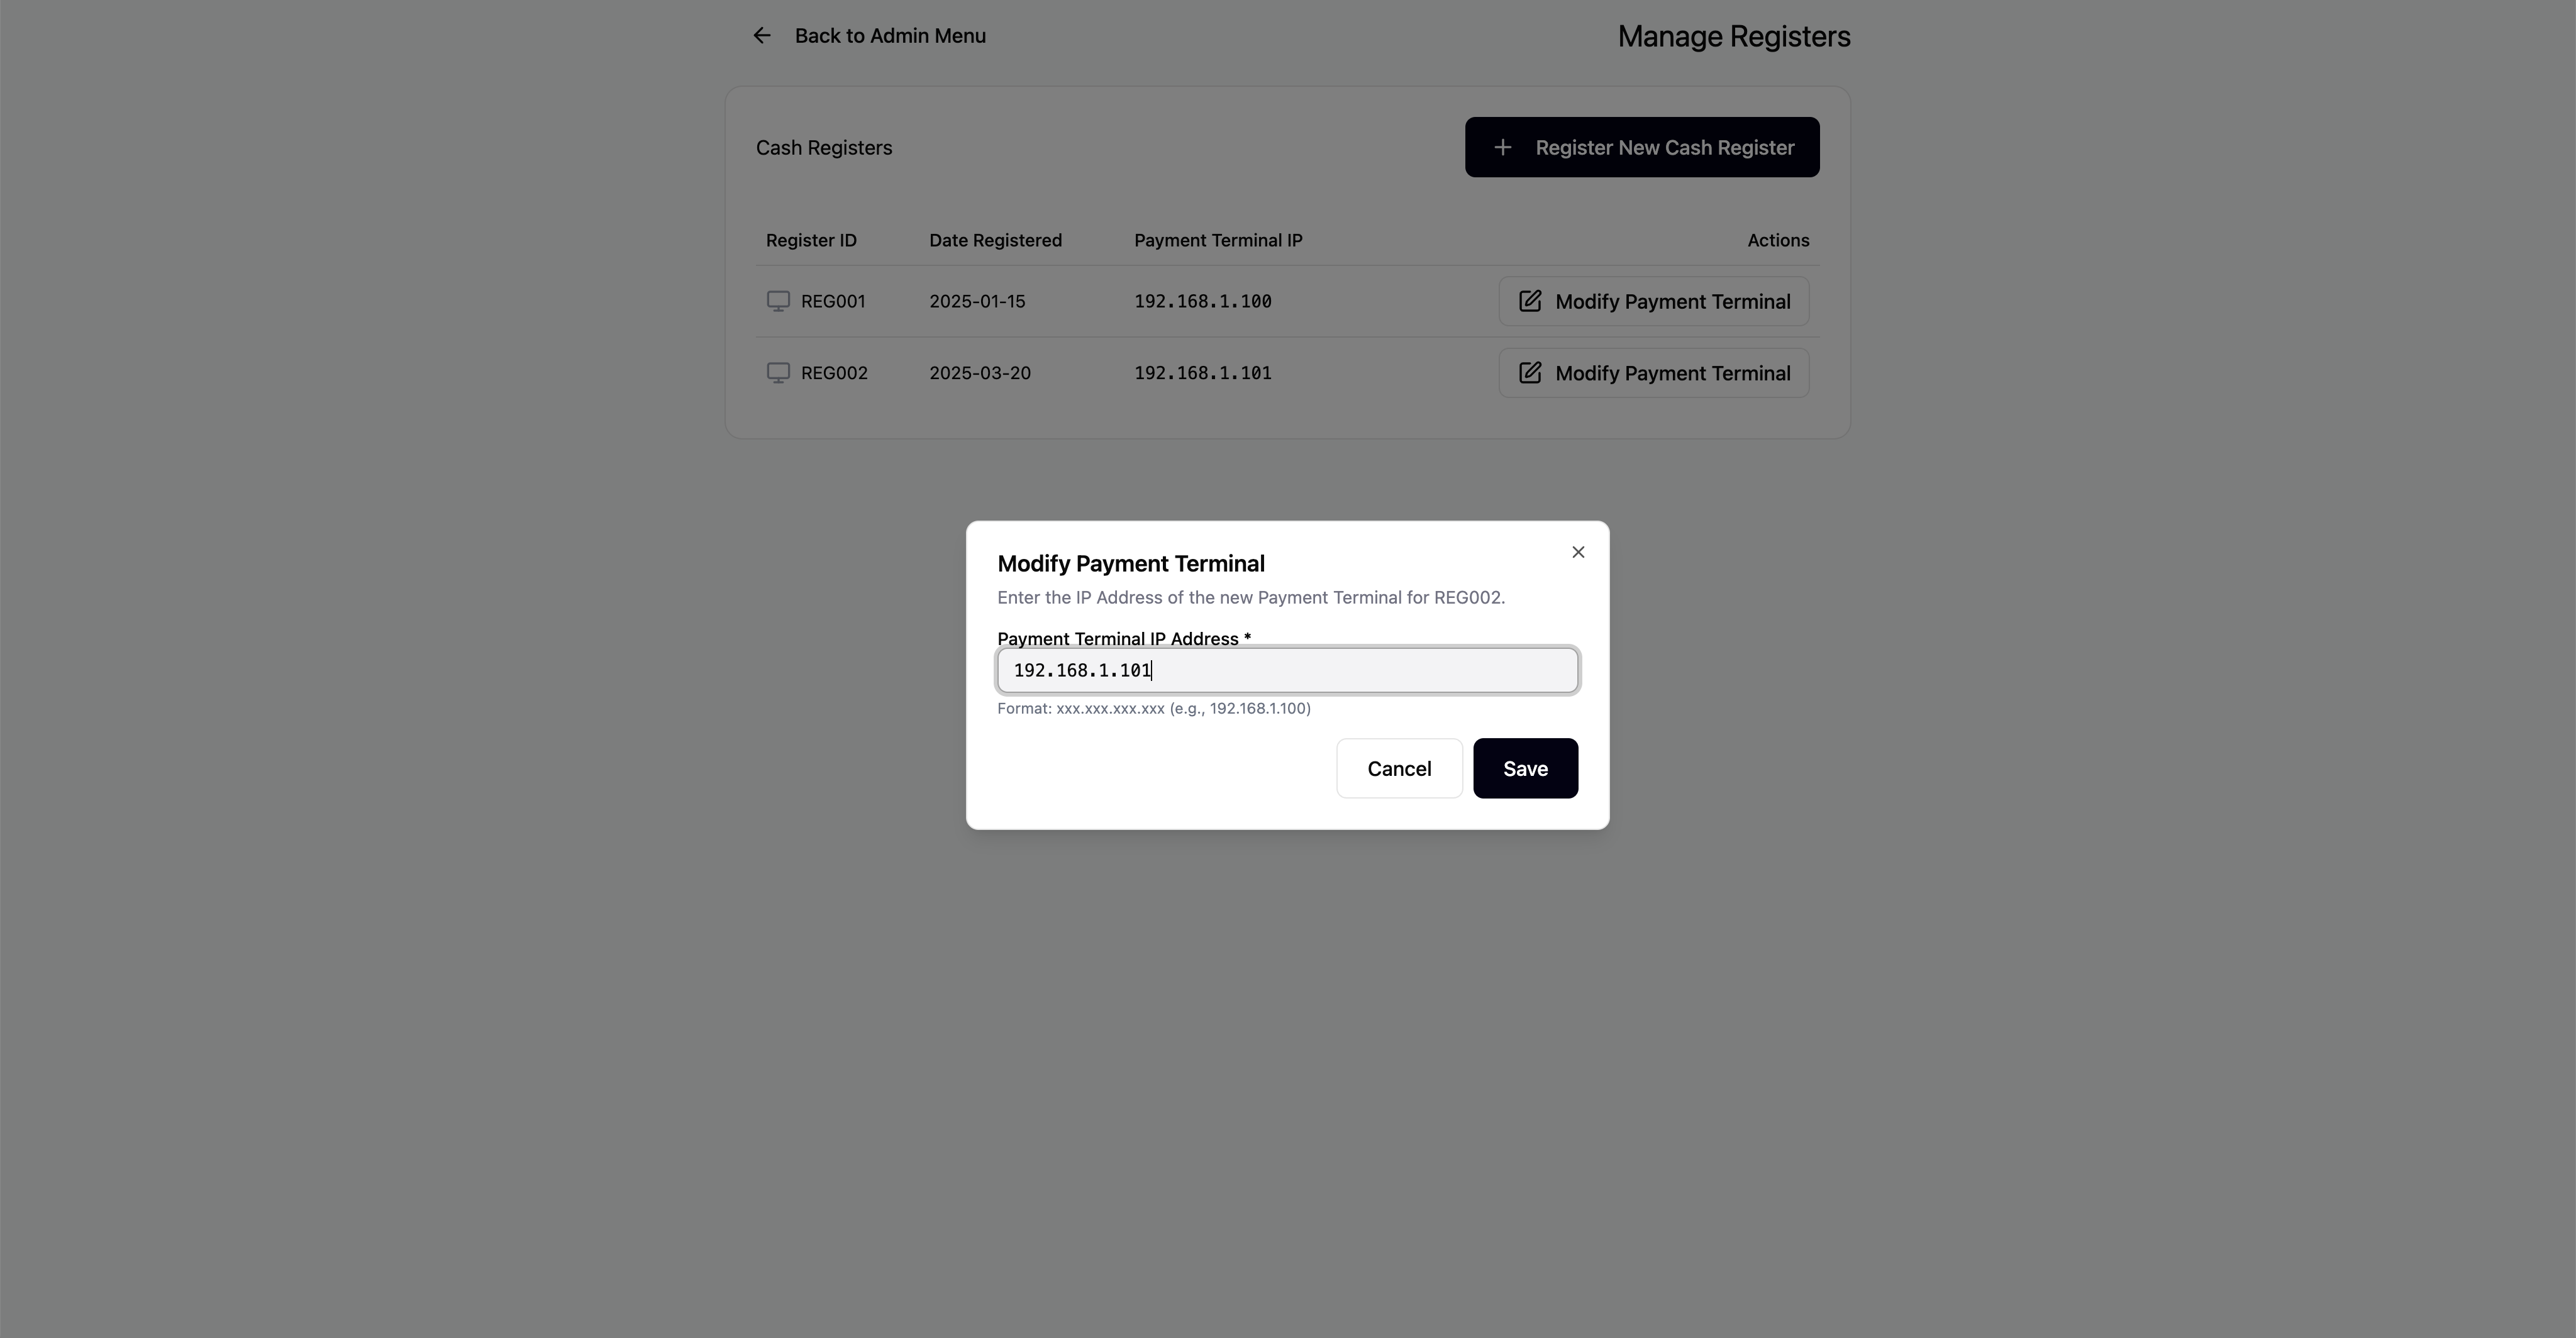 Back to Admin Menu
Manage Registers
Cash Registers
Register New Cash Register
Register ID Date Registered Payment Terminal IP Actions
REG001 2025-01-15 192.168.1.100 Modify Payment Terminal
REG002 2025-03-20 192.168.1.101 Modify Payment Terminal
Modify Payment Terminal
Enter the IP Address of the new Payment Terminal for REG002.
Payment Terminal IP Address *
192.168.1.101
Format: xxx.xxx.xxx.xxx (e.g., 192.168.1.100)
Cancel Save